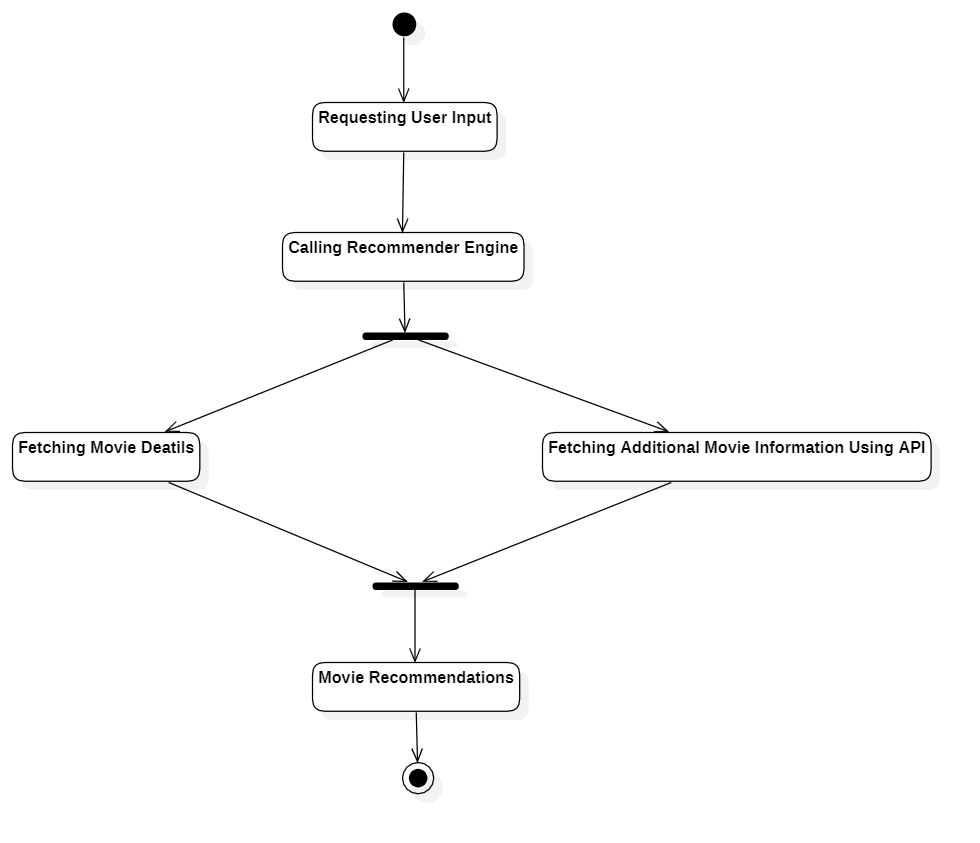 Requesting User Input
Calling Recommender Engine
Fetching Movie Deatils
Fetching Additional Movie Information Using API
Movie Recommendations